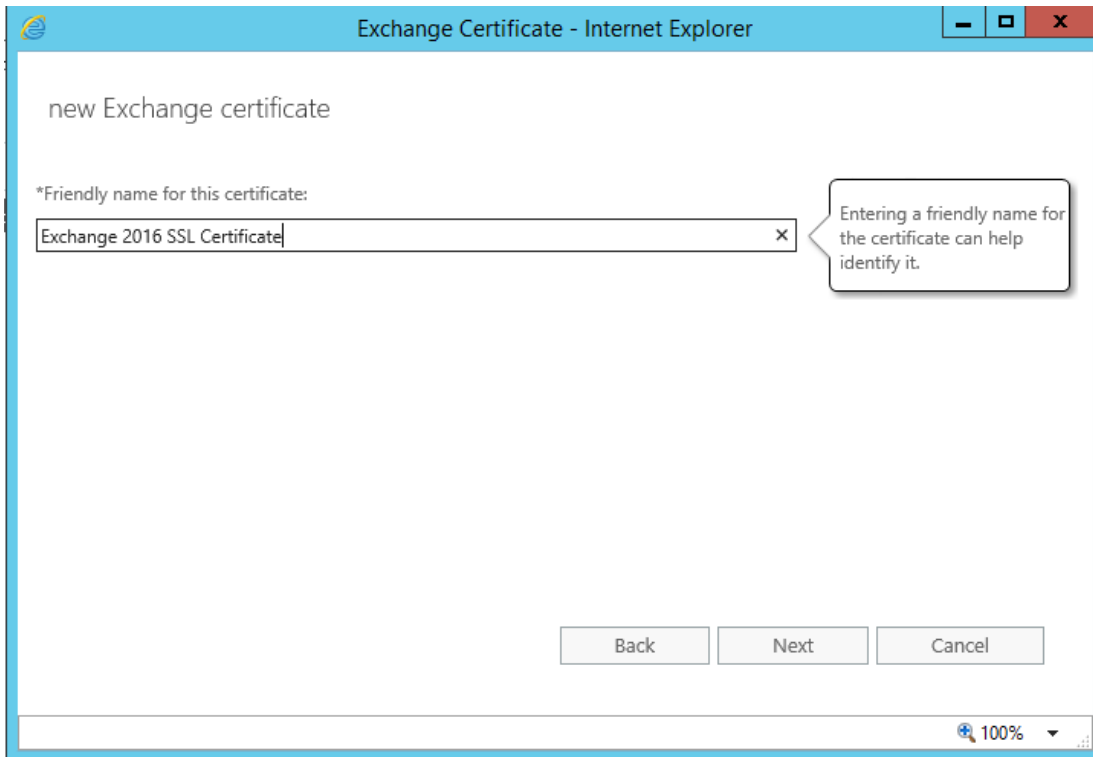 Exchange Certificate - Internet Explorer
new Exchange certificate
*Friendly name for this certificate:
Exchange 2016 SSL Certificate
Entering a friendly name for
the certificate can help
identify it.
Back Next Cancel
100%